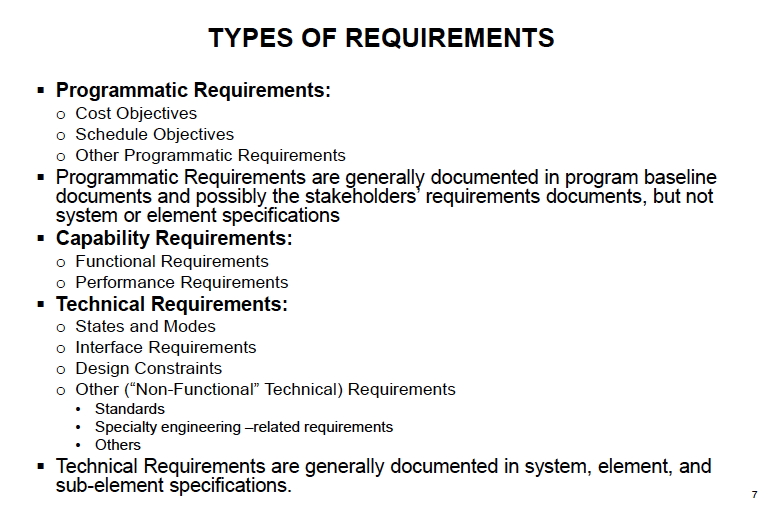 TYPES OF REQUIREMENTS
▪ Programmatic Requirements:
o Cost Objectives
o Schedule Objectives
o Other Programmatic Requirements
▪ Programmatic Requirements are generally documented in program baseline
documents and possibly the stakeholders’ requirements documents, but not
system or element specifications
▪ Capability Requirements:
o Functional Requirements
o Performance Requirements
▪ Technical Requirements:
o States and Modes
o Interface Requirements
o Design Constraints
o Other (“Non-Functional” Technical) Requirements
• Standards
• Specialty engineering –related requirements
• Others
▪ Technical Requirements are generally documented in system, element, and
sub-element specifications.
7